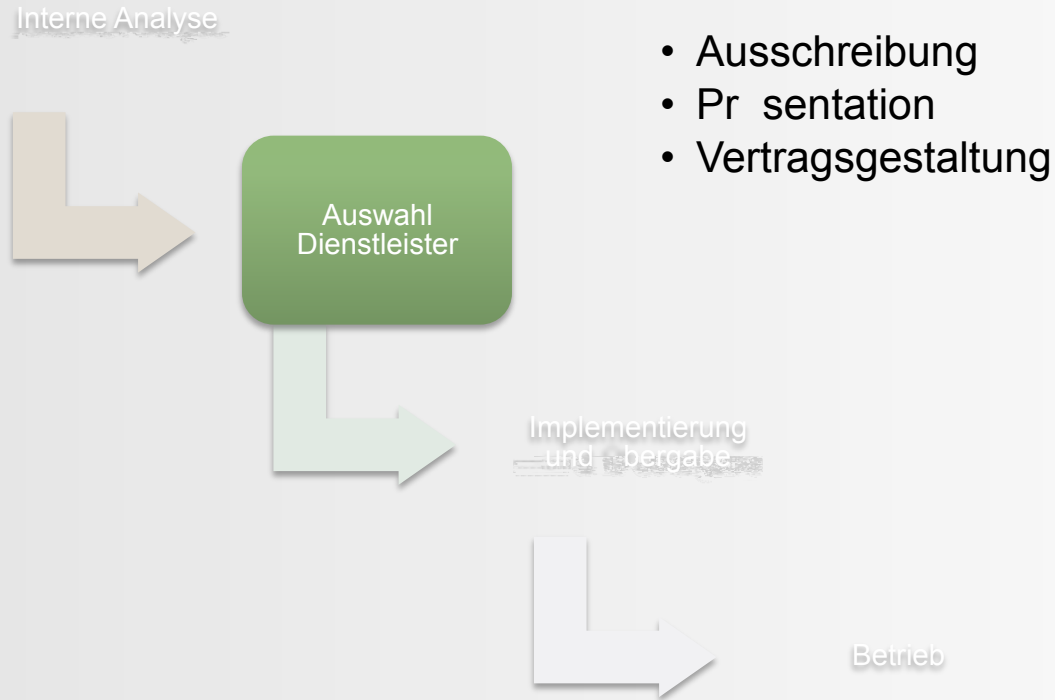 Interne Analyse
• Ausschreibung
• Pr sentation
• Vertragsgestaltung
Auswahl
Dienstleister
Implementierung
und bergabe
Betrieb